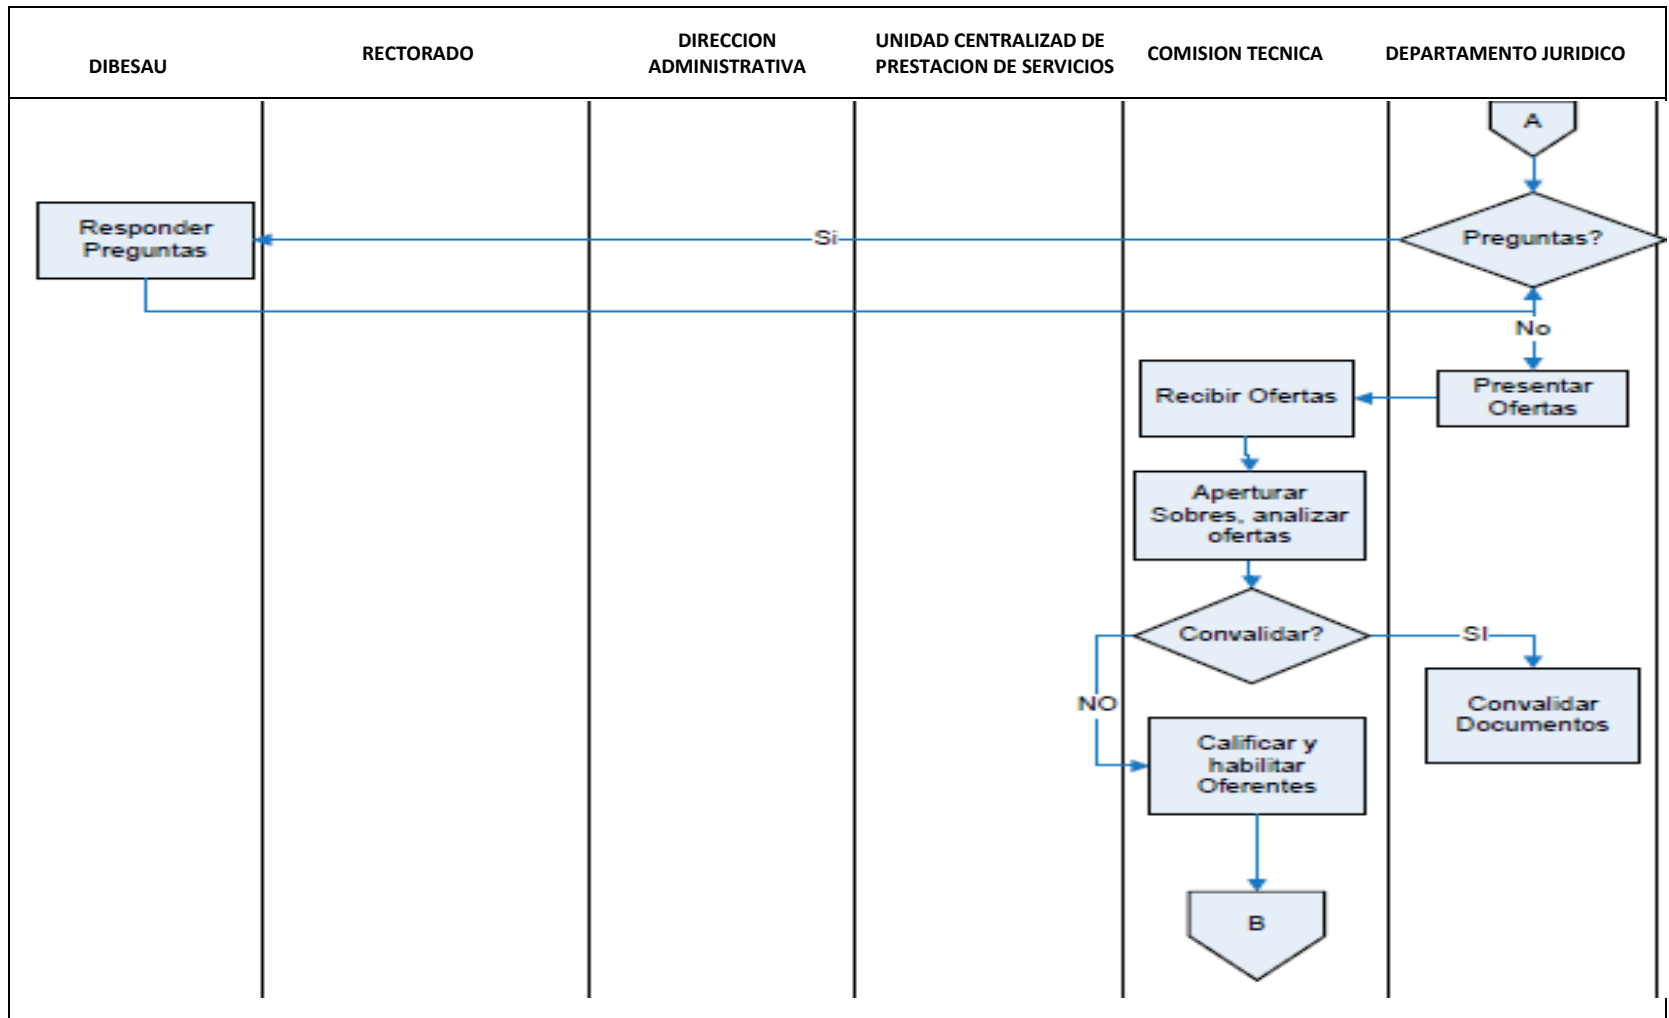 DIBESAU
RECTORADO
DIRECCION
ADMINISTRATIVA
UNIDAD CENTRALIZAD DE
PRESTACION DE SERVICIOS
COMISION TECNICA
DEPARTAMENTO JURIDICO
A
Preguntas?
Si
Responder
Preguntas
No
Presentar
Ofertas
Recibir Ofertas
Aperturar
Sobres, analizar
ofertas
Convalidar?
SI
Convalidar
Documentos
NO
Calificar y
habilitar
Oferentes
B